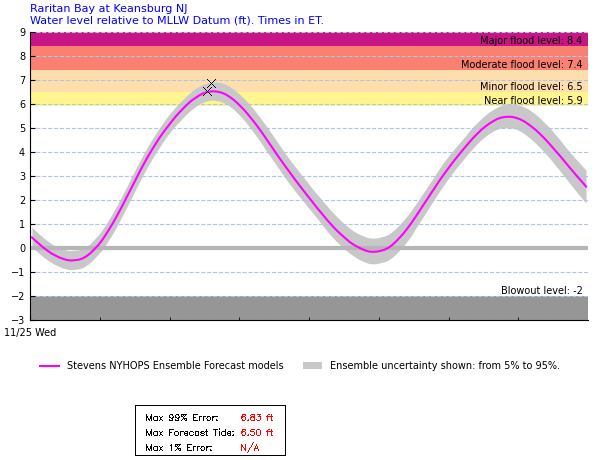 Raritan Bay at Keansburg NJ
Water level relative to MLLW Datum (ft). Times in ET.
9
Major flood level: 8.4
8
Moderate flood level: 7.4
7
Minor flood level: 6.5
6
Near flood level: 5.9
5
4
3
2
1
0
−1
−2
Blowout level: -2
−3
11/25 Wed
Stevens NYHOPS Ensemble Forecast models
Ensemble uncertainty shown: from 5% to 95%.
Max 99% Error: 6.83 ft
Max Forecast Tide: 6.50 ft
Max 1% Error: N/A